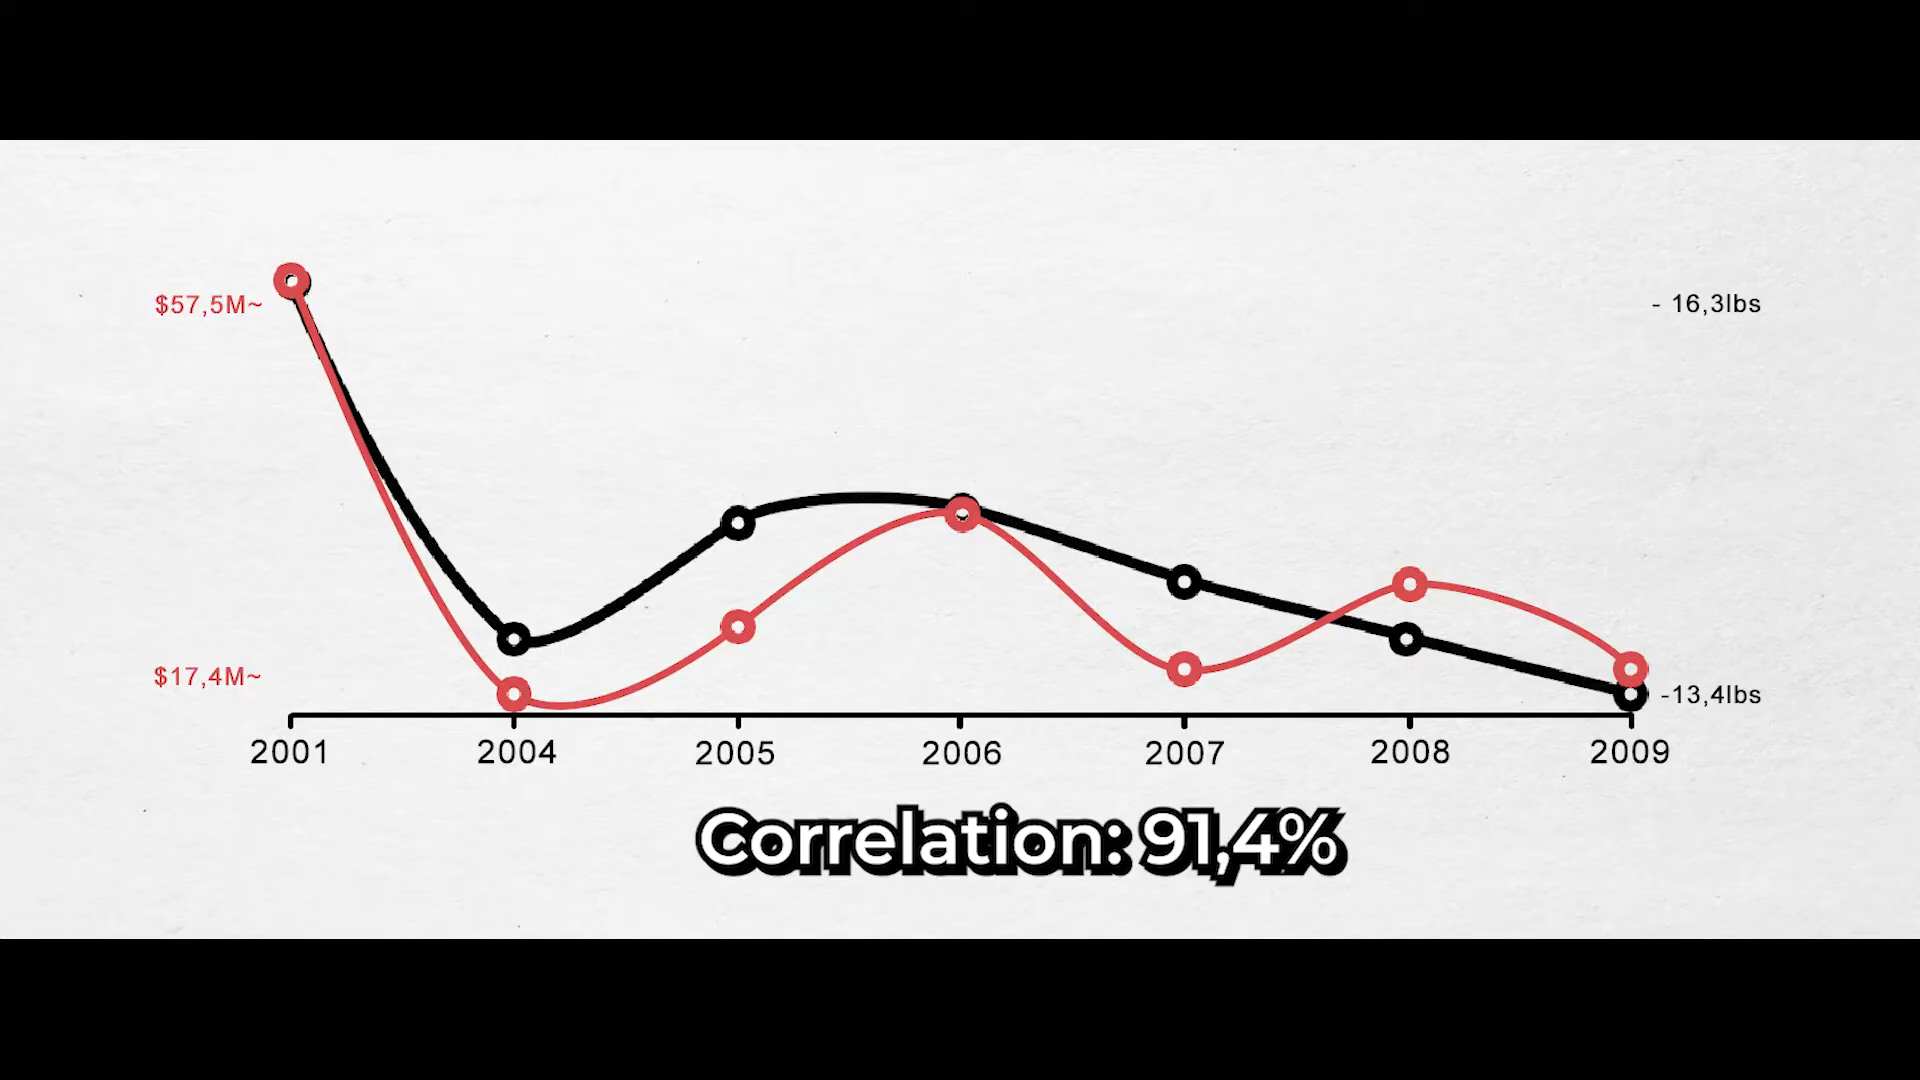 $57,5M~
- 16,3lbs
$17,4M~
-13,4lbs
2001 2004 2005 2006 2007 2008 2009
Correlation: 91,4%